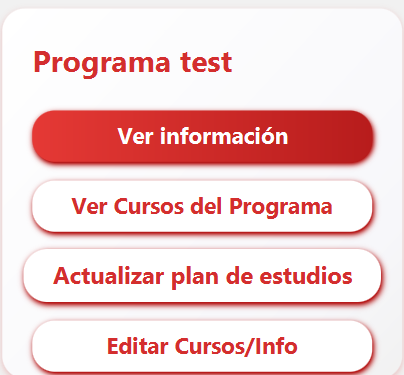 Programa test
Ver información
Ver Cursos del Programa
Actualizar plan de estudios
Editar Cursos/Info